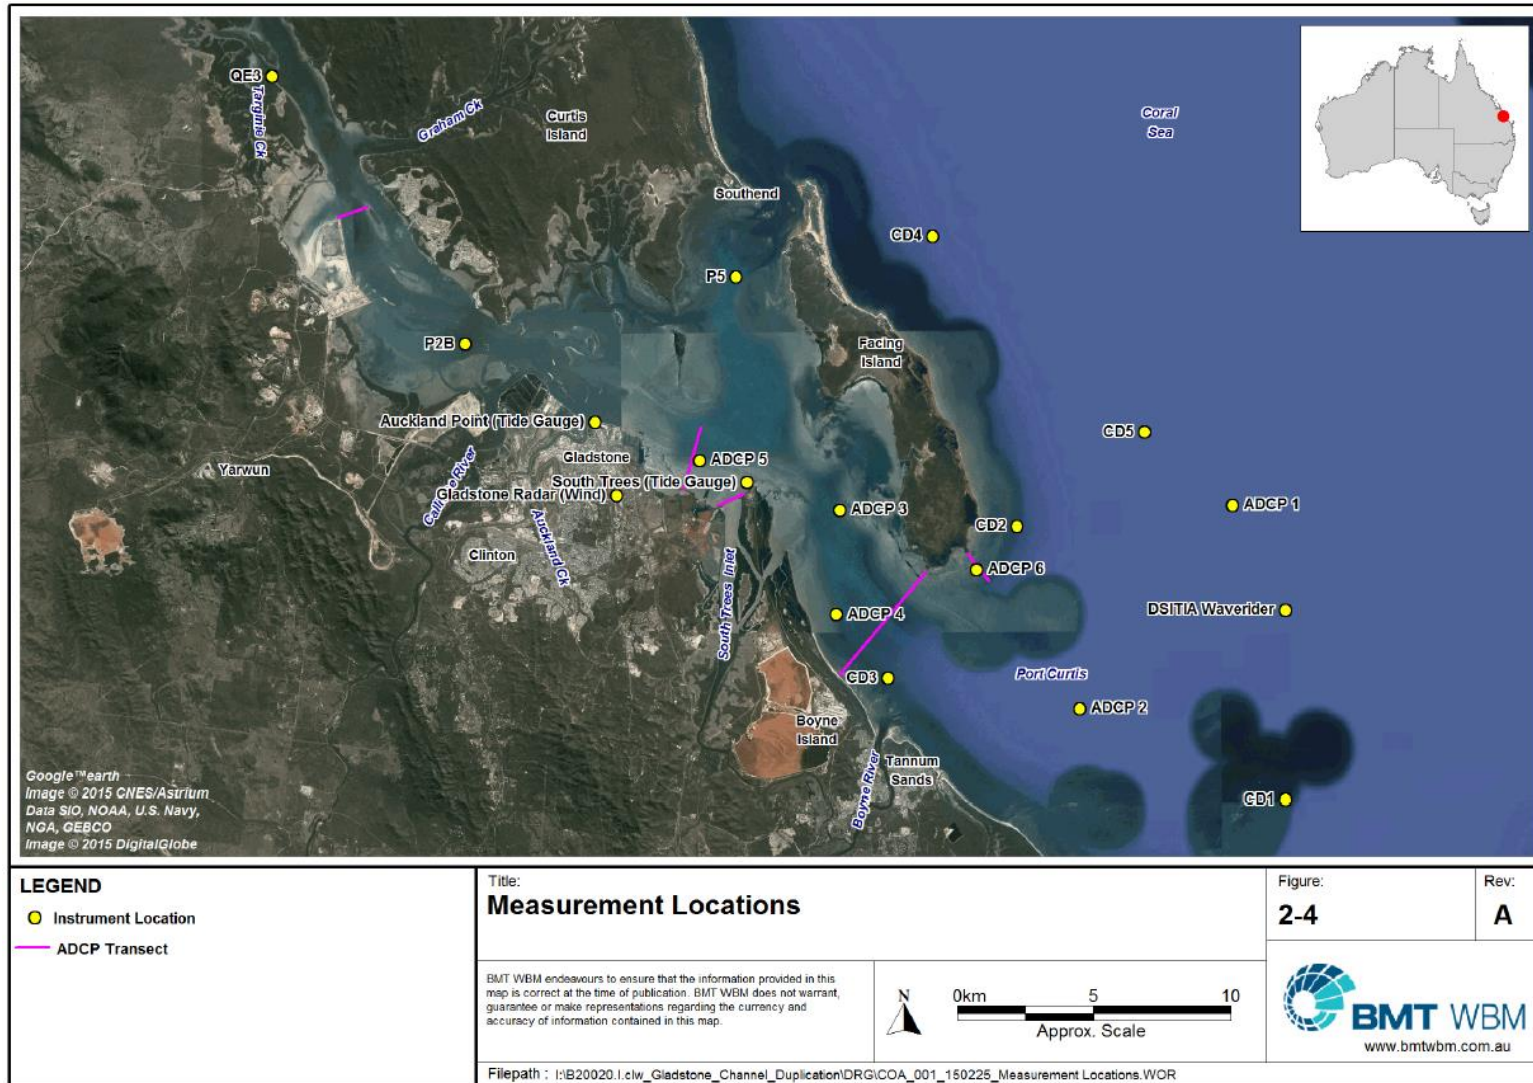 QE3
Targinie Ck
Graham Ck
Curtis
Island
Coral
Sea
Southend
CD4
P5
P2B
Facing
Island
Auckland Point (Tide Gauge)
CD5
Yarwun
Calliope River
Gladstone
ADCP 5
South Trees (Tide Gauge)
Gladstone Radar (Wind)
ADCP 3
ADCP 1
CD2
Clinton
Auckland Ck
South Trees Inlet
ADCP 6
ADCP 4
DSITIA Waverider
CD3
Port Curtis
ADCP 2
Boyne
Island
Boyne River
Tannum
Sands
CD1
Google™earth
Image © 2015 CNES/Astrium
Data SIO, NOAA, U.S. Navy,
NGA, GEBCO
Image © 2015 DigitalGlobe
LEGEND
Instrument Location
ADCP Transect
Title:
Measurement Locations
Figure:
2-4
Rev:
A
BMT WBM endeavours to ensure that the information provided in this
map is correct at the time of publication. BMT WBM does not warrant,
guarantee or make representations regarding the currency and
accuracy of information contained in this map.
N
0km 5 10
Approx. Scale
BMT WBM
www.bmtwbm.com.au
Filepath : I:\B20020.I.clw_Gladstone_Channel_Duplication\DRG\COA_001_150225_Measurement Locations.WOR